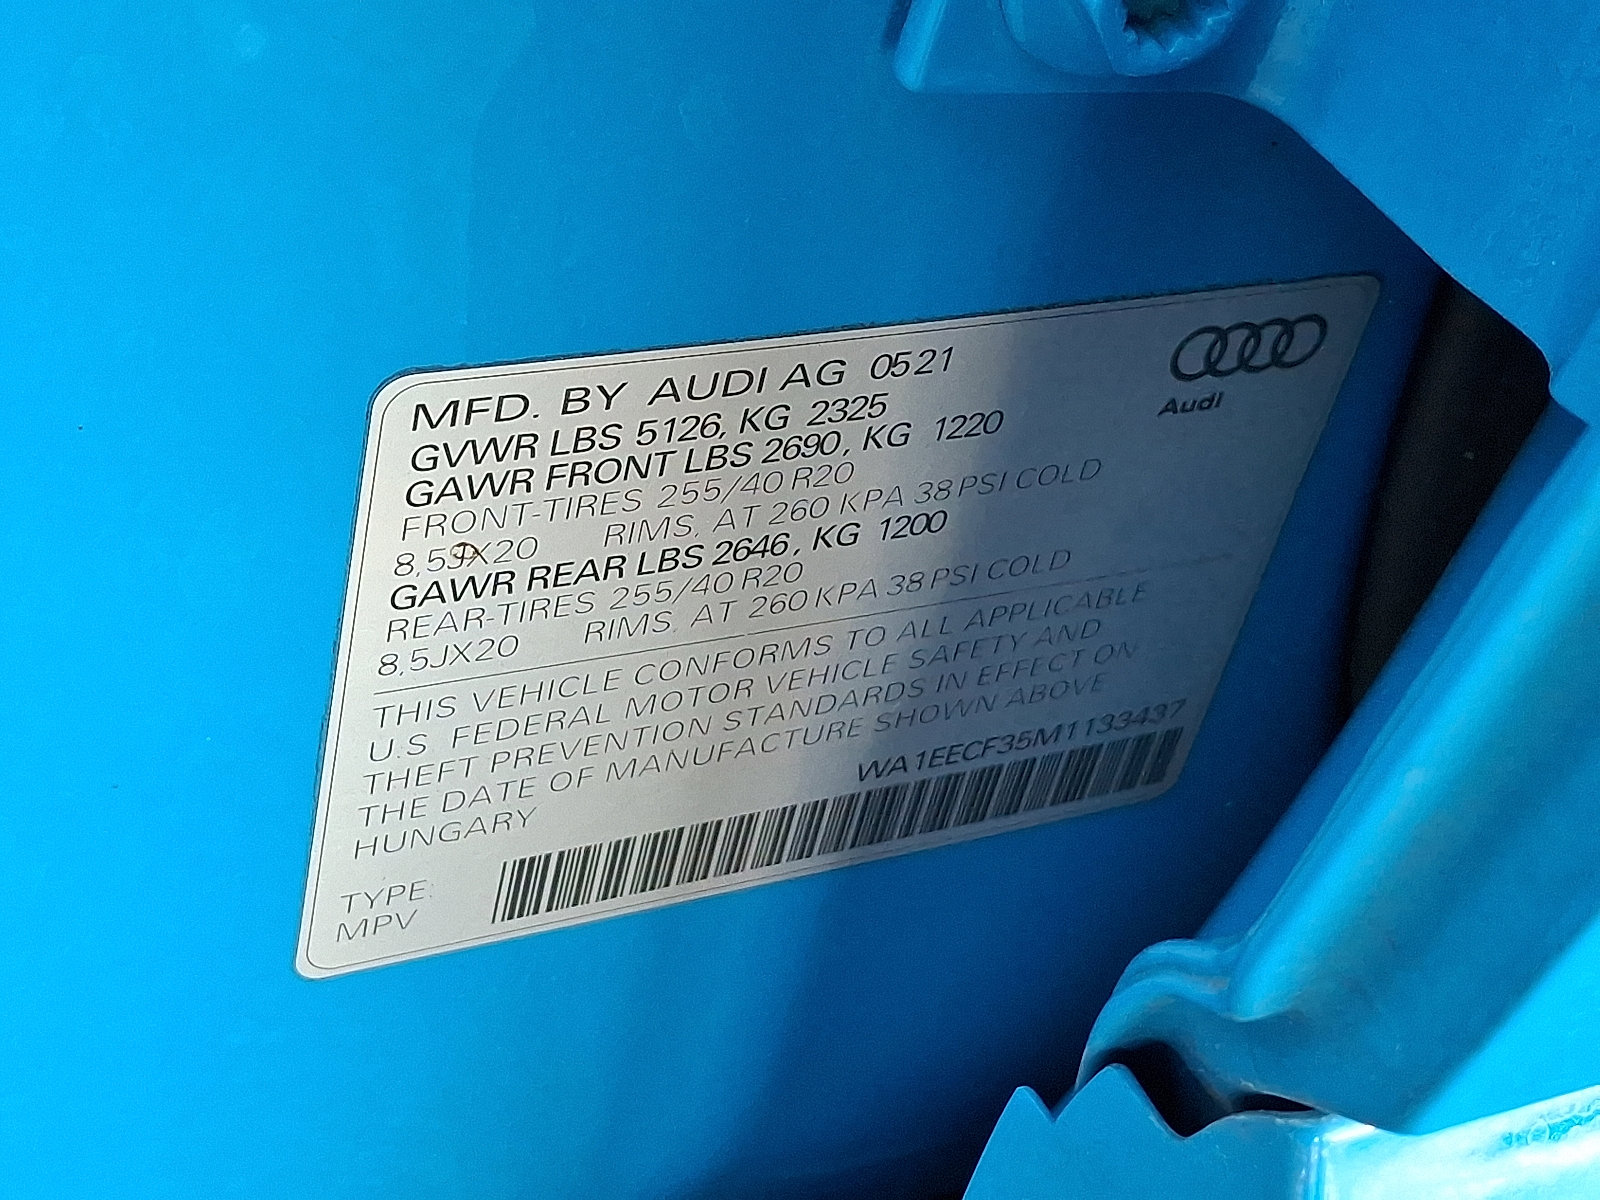 MFD. BY AUDI AG 0521
GVWR LBS 5126, KG 2325
GAWR FRONT LBS 2690, KG 1220
FRONT-TIRES 255/40 R20
8,5JX20 RIMS, AT 260 KPA 38 PSI COLD
GAWR REAR LBS 2646, KG 1200
REAR-TIRES 255/40 R20
8,5JX20 RIMS, AT 260 KPA 38 PSI COLD
THIS VEHICLE CONFORMS TO ALL APPLICABLE
U.S FEDERAL MOTOR VEHICLE SAFETY AND
THEFT PREVENTION STANDARDS IN EFFECT ON
THE DATE OF MANUFACTURE SHOWN ABOVE
HUNGARY
WA1EECF35M1133437
TYPE:
MPV
Audi